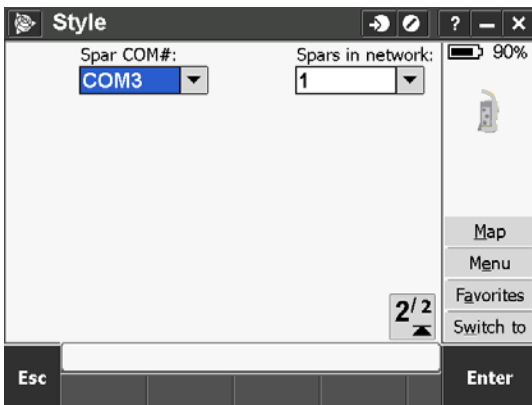 Style
? – ×
Spar COM#:
Spars in network:
90%
COM3
1
Map
Menu
Favorites
2/2
Switch to
Esc
Enter